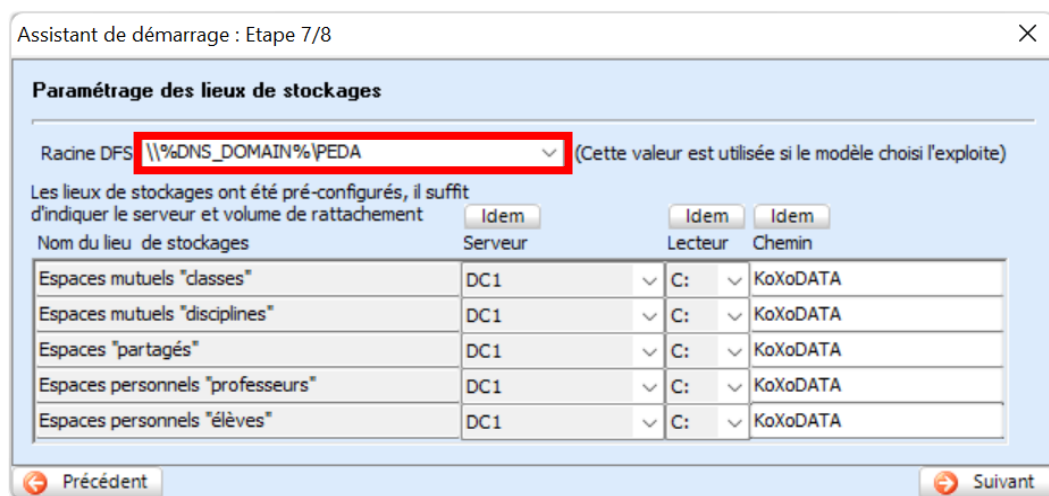 Assistant de démarrage : Etape 7/8
Paramétrage des lieux de stockages
Racine DFS \\%DNS_DOMAIN%\PEDA (Cette valeur est utilisée si le modèle choisi l'exploite)
Les lieux de stockages ont été pré-configurés, il suffit
d'indiquer le serveur et volume de rattachement Idem Idem Idem
Nom du lieu de stockages Serveur Lecteur Chemin
Espaces mutuels "classes" DC1 C: KoXoDATA
Espaces mutuels "disciplines" DC1 C: KoXoDATA
Espaces "partagés" DC1 C: KoXoDATA
Espaces personnels "professeurs" DC1 C: KoXoDATA
Espaces personnels "élèves" DC1 C: KoXoDATA
Précédent Suivant